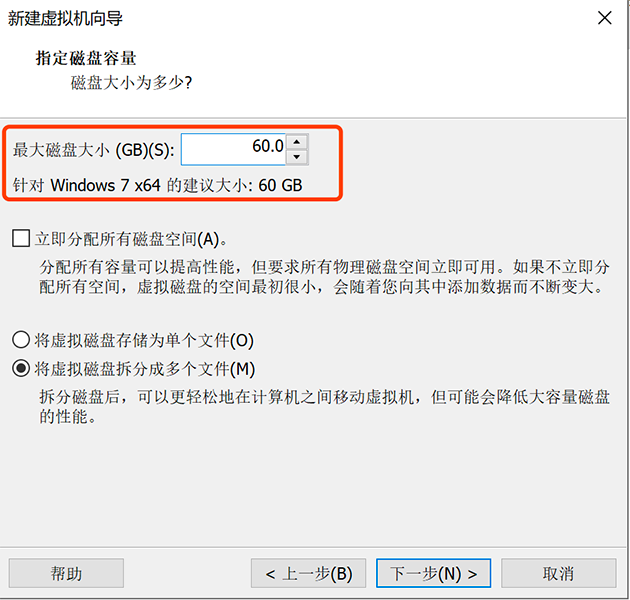 新建虚拟机向导
指定磁盘容量
磁盘大小为多少?
最大磁盘大小 (GB)(S): 60.0
针对 Windows 7 x64 的建议大小: 60 GB
立即分配所有磁盘空间(A)。
分配所有容量可以提高性能，但要求所有物理磁盘空间立即可用。如果不立即分
配所有空间，虚拟磁盘的空间最初很小，会随着您向其中添加数据而不断变大。
将虚拟磁盘存储为单个文件(O)
将虚拟磁盘拆分成多个文件(M)
拆分磁盘后，可以更轻松地在计算机之间移动虚拟机，但可能会降低大容量磁盘
的性能。
帮助 < 上一步(B) 下一步(N) > 取消